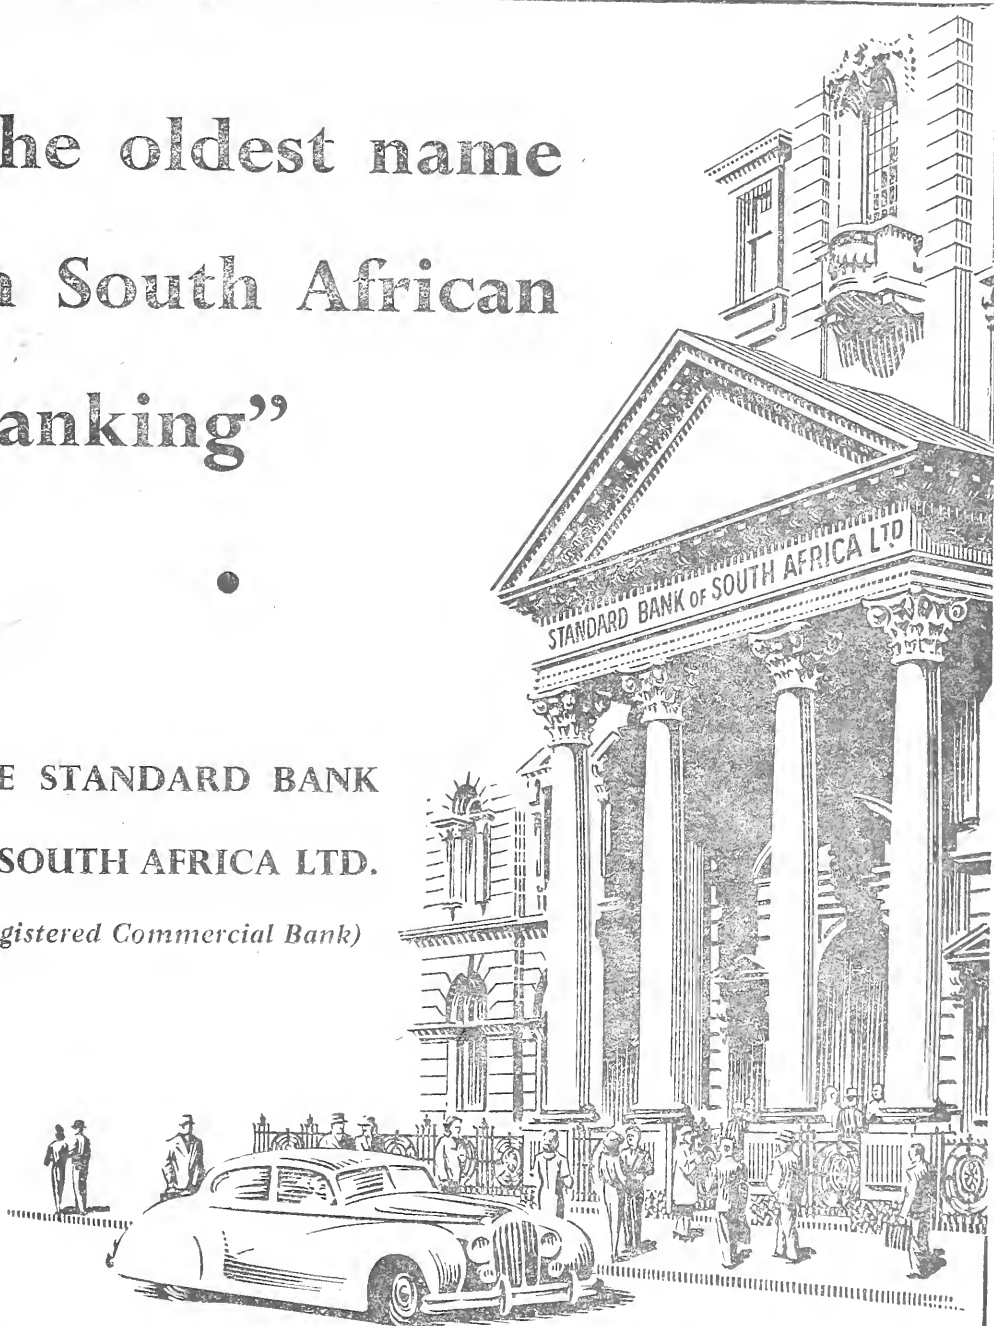 he oldest name
n South African
anking”
STANDARD BANK OF SOUTH AFRICA LTD
E STANDARD BANK
SOUTH AFRICA LTD.
gistered Commercial Bank)